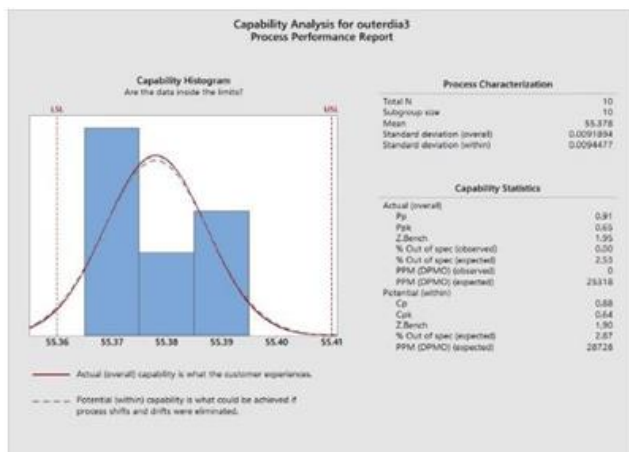 Capability Analysis for outerdia3
Process Performance Report
Capability Histogram
Are the data inside the limits?
LSL
USL
55.36 55.37 55.38 55.39 55.40 55.41
Actual (overall) capability is what the customer experiences.
Potential (within) capability is what could be achieved if
process shifts and drifts were eliminated.
Process Characterization
Total N 10
Subgroup size 10
Mean 55.378
Standard deviation (overall) 0.0091894
Standard deviation (within) 0.0094477
Capability Statistics
Actual (overall)
Pp 0.91
Ppk 0.65
Z.Bench 1.95
% Out of spec (observed) 0.00
% Out of spec (expected) 2.53
PPM (DPMO) (observed) 0
PPM (DPMO) (expected) 25318
Potential (within)
Cp 0.88
Cpk 0.64
Z.Bench 1.90
% Out of spec (expected) 2.87
PPM (DPMO) (expected) 28728